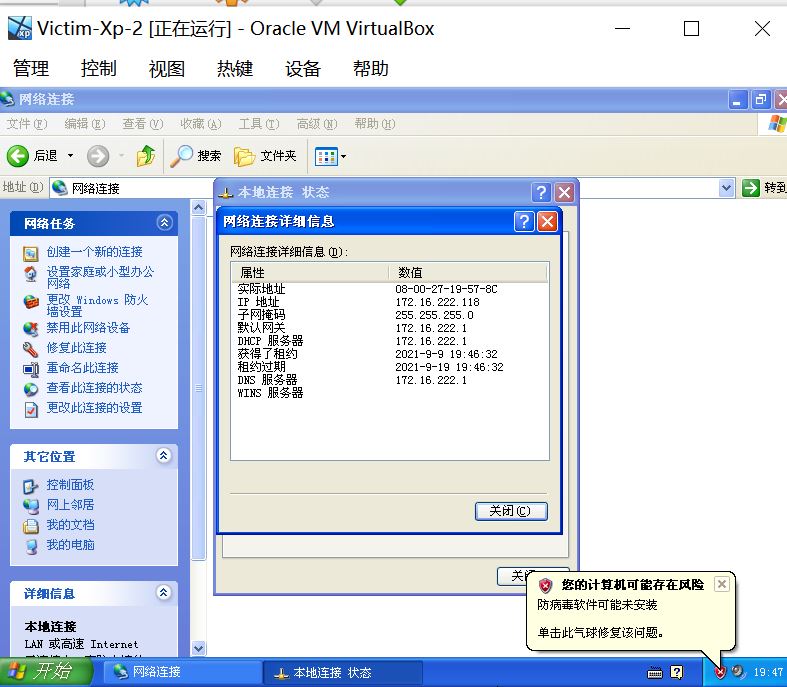 Victim-Xp-2 [正在运行] - Oracle VM VirtualBox
管理 控制 视图 热键 设备 帮助
网络连接
文件(F) 编辑(E) 查看(V) 收藏(A) 工具(T) 高级(N) 帮助(H)
后退 搜索 文件夹
地址(D) 网络连接 转到
本地连接 状态
网络连接详细信息
网络连接详细信息(D):
属性 数值
实际地址 08-00-27-19-57-8C
IP 地址 172.16.222.118
子网掩码 255.255.255.0
默认网关 172.16.222.1
DHCP 服务器 172.16.222.1
获得了租约 2021-9-9 19:46:32
租约过期 2021-9-19 19:46:32
DNS 服务器 172.16.222.1
WINS 服务器
关闭(C)
关闭
网络任务
创建一个新的连接
设置家庭或小型办公
网络
更改 Windows 防火
墙设置
禁用此网络设备
修复此连接
重命名此连接
查看此连接的状态
更改此连接的设置
其它位置
控制面板
网上邻居
我的文档
我的电脑
详细信息
本地连接
LAN 或高速 Internet
您的计算机可能存在风险
防病毒软件可能未安装
单击此气球修复该问题。
开始 网络连接 本地连接 状态 19:47